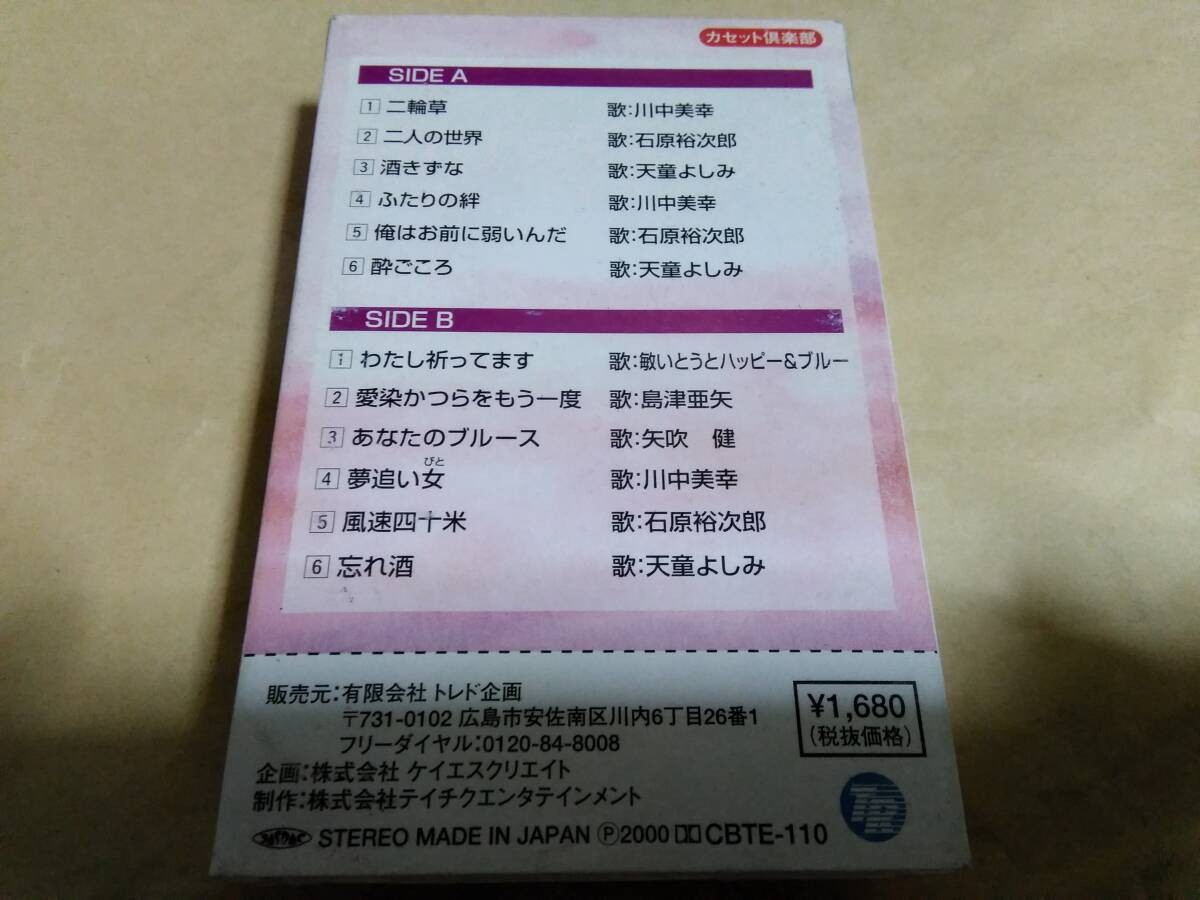 カセット倶楽部
SIDE A
1 二輪草 歌:川中美幸
2 二人の世界 歌:石原裕次郎
3 酒きずな 歌:天童よしみ
4 ふたりの絆 歌:川中美幸
5 俺はお前に弱いんだ 歌:石原裕次郎
6 酔ごころ 歌:天童よしみ
SIDE B
1 わたし祈ってます 歌:敏いとうとハッピー&ブルー
2 愛染かつらをもう一度 歌:島津亜矢
3 あなたのブルース 歌:矢吹 健
びと
4 夢追い女 歌:川中美幸
5 風速四十米 歌:石原裕次郎
6 忘れ酒 歌:天童よしみ
販売元:有限会社 トレド企画
〒731-0102 広島市安佐南区川内6丁目26番1
フリーダイヤル:0120-84-8008
¥1,680
(税抜価格)
企画:株式会社 ケイエスクリエイト
制作:株式会社テイチクエンタテインメント
JASRAC STEREO MADE IN JAPAN Ⓟ2000 CBTE-110